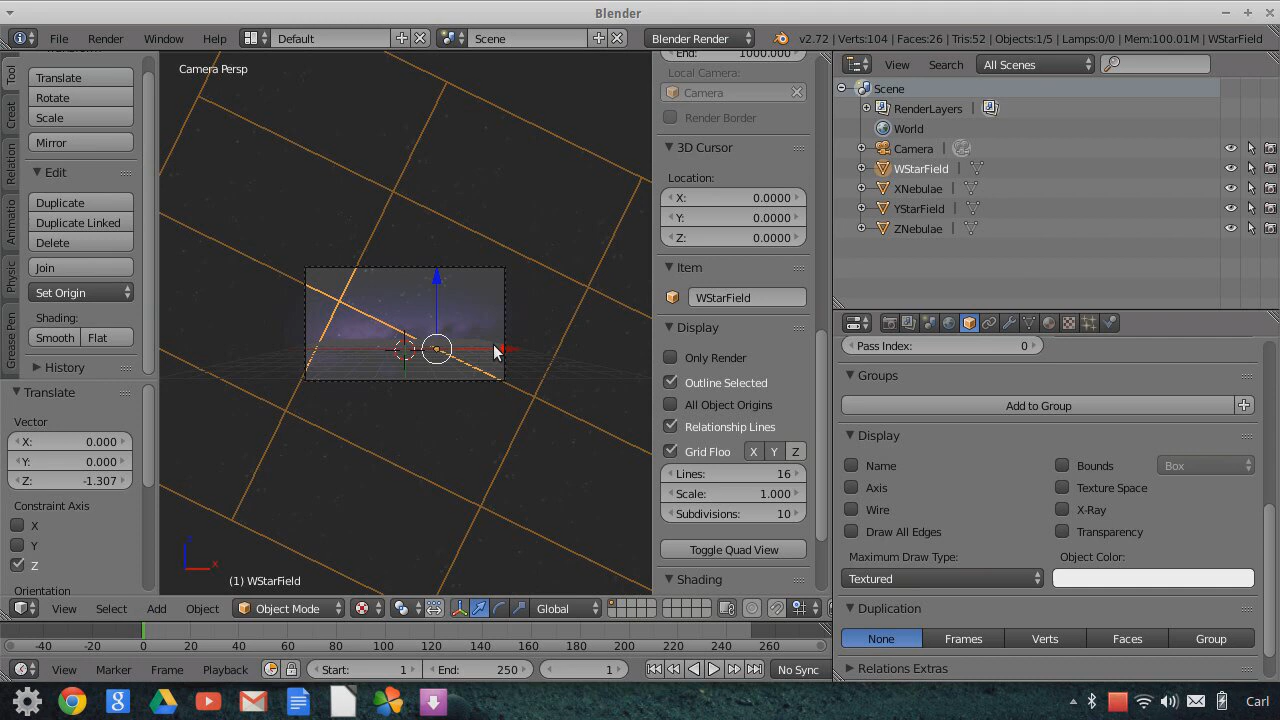 Blender
File Render Window Help Default Scene Blender Render v2.72 | Verts:104 | Faces:26 | Tris:52 | Objects:1/5 | Lamps:0/0 | Mem:100.01M | WStarField
Tool
Creat
Relation
Animatio
Physic
Grease Pen
Translate
Rotate
Scale
Mirror
Edit
Duplicate
Duplicate Linked
Delete
Join
Set Origin
Shading:
Smooth Flat
History
Translate
Vector
X: 0.000
Y: 0.000
Z: -1.307
Constraint Axis
X
Y
Z
Orientation
Camera Persp
x
(1) WStarField
End: 1000.000
Local Camera:
Camera
Render Border
3D Cursor
Location:
X: 0.0000
Y: 0.0000
Z: 0.0000
Item
WStarField
Display
Only Render
Outline Selected
All Object Origins
Relationship Lines
Grid Floo X Y Z
Lines: 16
Scale: 1.000
Subdivisions: 10
Toggle Quad View
Shading
View Select Add Object Object Mode Global
-40 -20 0 20 40 60 80 100 120 140 160 180 200 220 240 260
View Marker Frame Playback Start: 1 End: 250 1 No Sync
View Search All Scenes
Scene
RenderLayers |
World
Camera |
WStarField |
XNebulae |
YStarField |
ZNebulae |
Pass Index: 0
Groups
Add to Group
Display
Name Bounds Box
Axis Texture Space
Wire X-Ray
Draw All Edges Transparency
Maximum Draw Type: Object Color:
Textured
Duplication
None Frames Verts Faces Group
Relations Extras
Carl